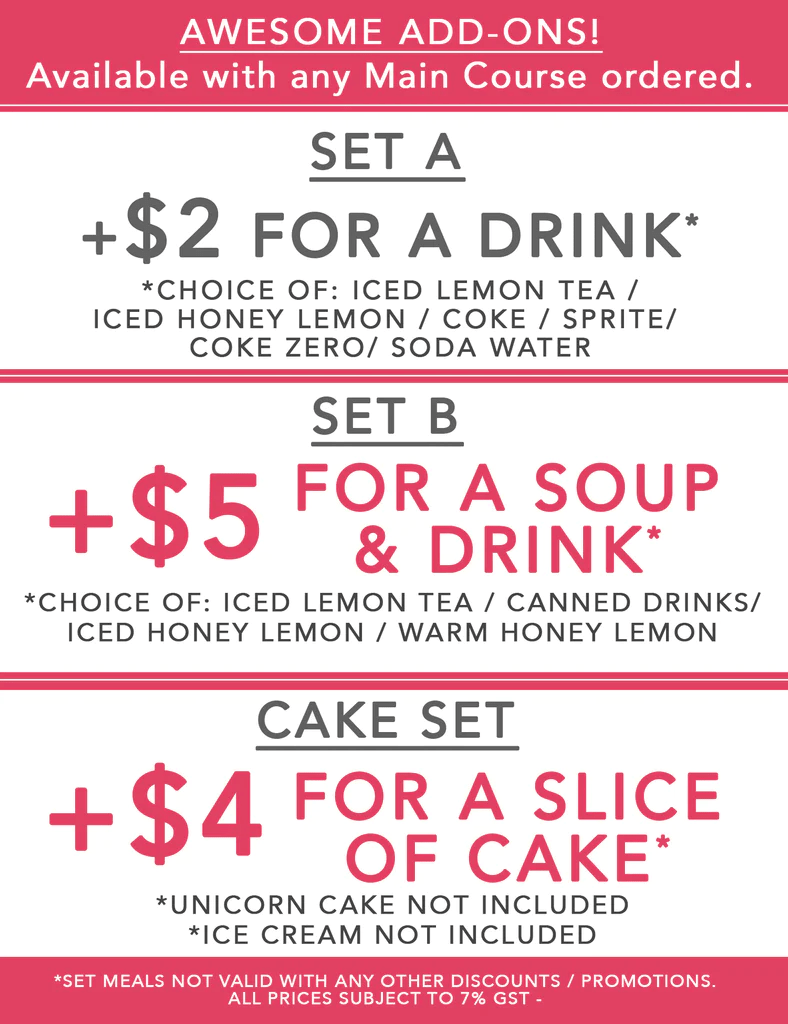 AWESOME ADD-ONS!
Available with any Main Course ordered.
SET A
+$2 FOR A DRINK*
*CHOICE OF: ICED LEMON TEA /
ICED HONEY LEMON / COKE / SPRITE/
COKE ZERO/ SODA WATER
SET B
+$5 FOR A SOUP
& DRINK*
*CHOICE OF: ICED LEMON TEA / CANNED DRINKS/
ICED HONEY LEMON / WARM HONEY LEMON
CAKE SET
+$4 FOR A SLICE
OF CAKE*
*UNICORN CAKE NOT INCLUDED
*ICE CREAM NOT INCLUDED
*SET MEALS NOT VALID WITH ANY OTHER DISCOUNTS / PROMOTIONS.
ALL PRICES SUBJECT TO 7% GST -